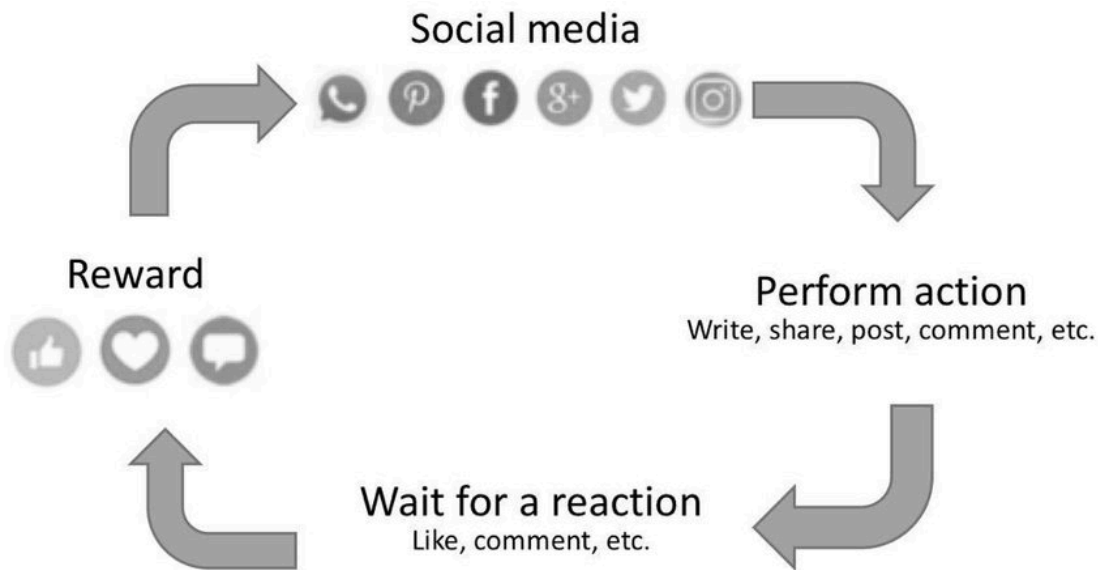 Social media
Perform action
Write, share, post, comment, etc.
Wait for a reaction
Like, comment, etc.
Reward